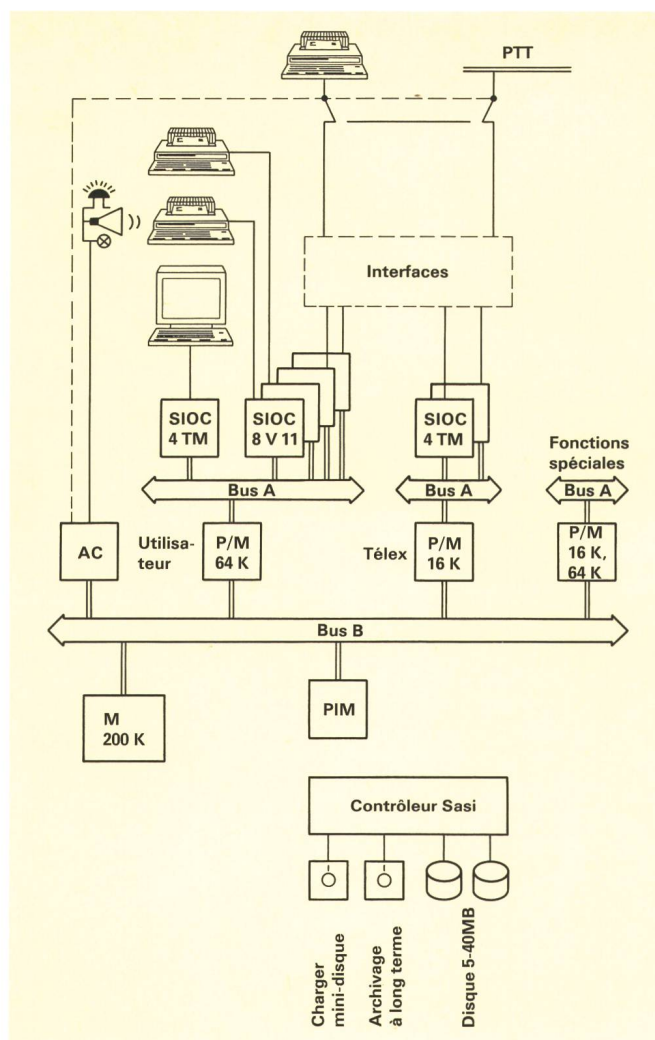 PTT
Interfaces
SIOC
4 TM
SIOC
8 V 11
SIOC
4 TM
Fonctions
spéciales
Bus A
Bus A
Bus A
AC
Utilisa-
teur
P/M
64 K
Télex
P/M
16 K
P/M
16 K,
64 K
Bus B
M
200 K
PIM
Contrôleur Sasi
Charger
mini-disque
Archivage
à long terme
Disque 5-40MB